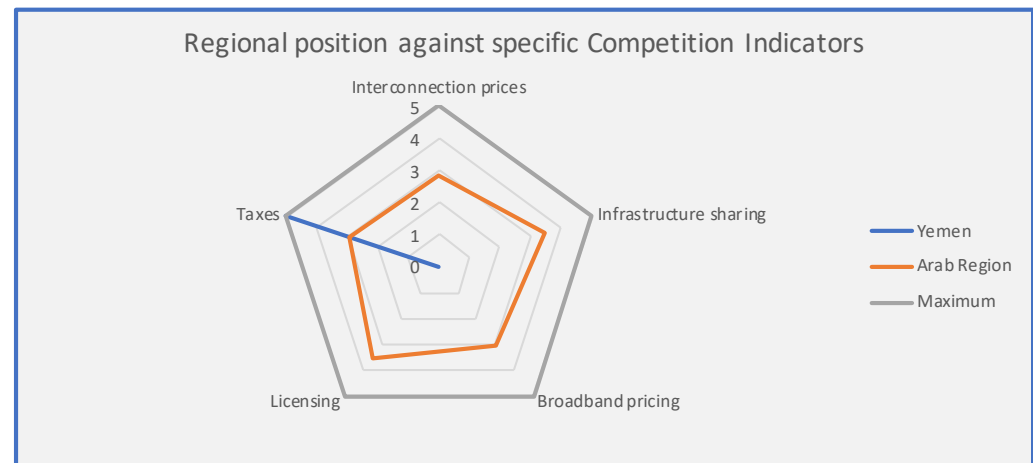 Regional position against specific Competition Indicators
Interconnection prices
5
4
3
2
1
0
Taxes
Infrastructure sharing
Licensing
Broadband pricing
Yemen
Arab Region
Maximum